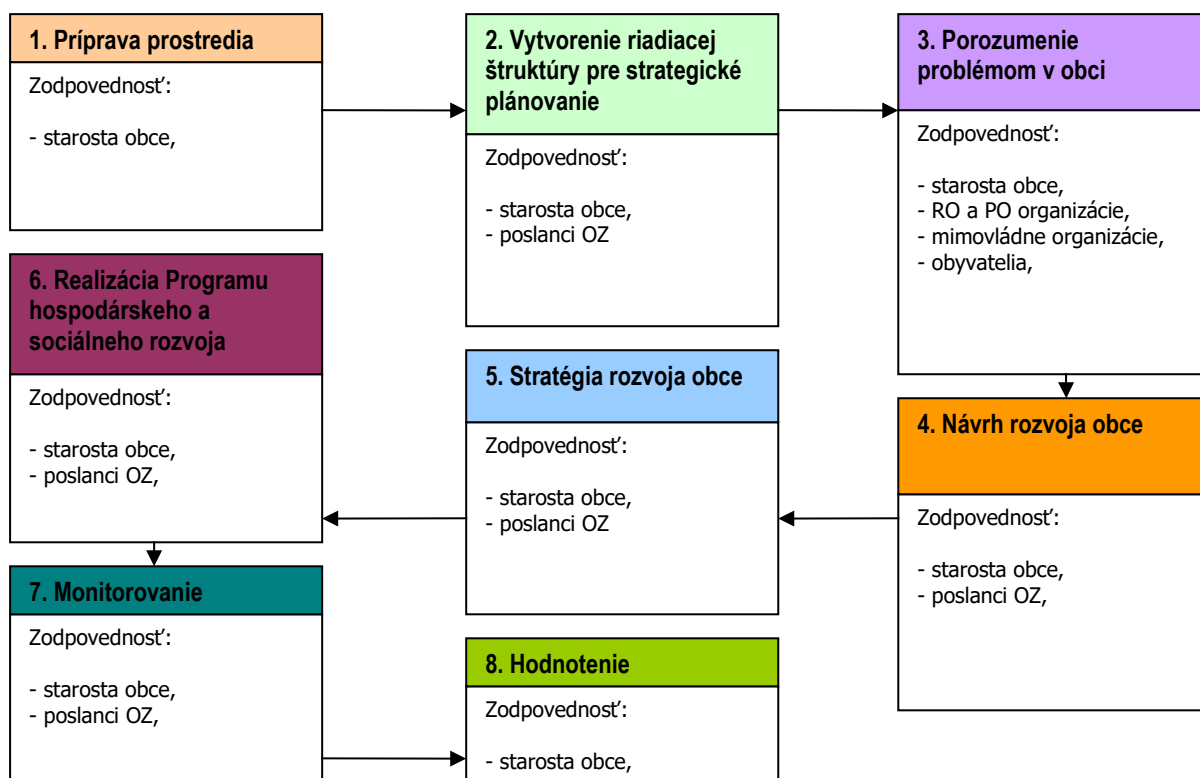 1. Príprava prostredia
Zodpovednosť:
- starosta obce,
2. Vytvorenie riadiacej
štruktúry pre strategické
plánovanie
Zodpovednosť:
- starosta obce,
- poslanci OZ
3. Porozumenie
problémom v obci
Zodpovednosť:
- starosta obce,
- RO a PO organizácie,
- mimovládne organizácie,
- obyvatelia,
4. Návrh rozvoja obce
Zodpovednosť:
- starosta obce,
- poslanci OZ,
5. Stratégia rozvoja obce
Zodpovednosť:
- starosta obce,
- poslanci OZ
6. Realizácia Programu
hospodárskeho a
sociálneho rozvoja
Zodpovednosť:
- starosta obce,
- poslanci OZ,
7. Monitorovanie
Zodpovednosť:
- starosta obce,
- poslanci OZ,
8. Hodnotenie
Zodpovednosť:
- starosta obce,